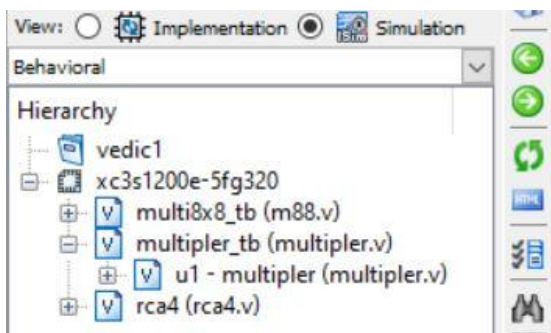 View: Implementation Simulation
Behavioral
Hierarchy
vedic1
xc3s1200e-5fg320
multi8x8_tb (m88.v)
multipler_tb (multipler.v)
u1 - multipler (multipler.v)
rca4 (rca4.v)